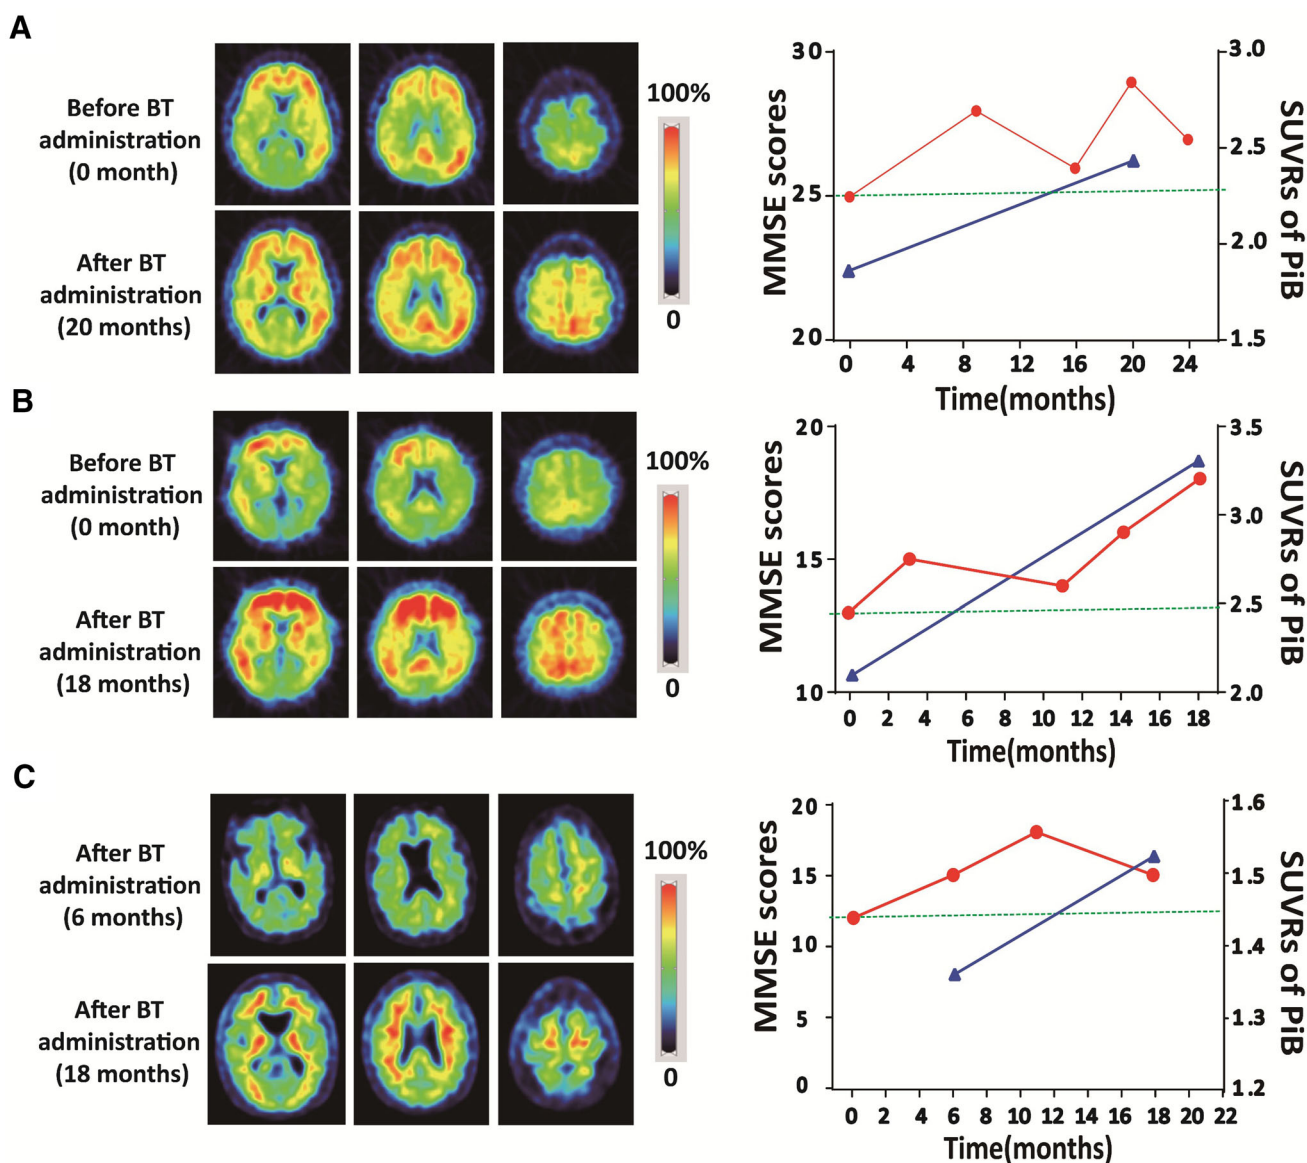 A
Before BT
administration
(0 month)
After BT
administration
(20 months)
100%
0
MMSE scores
30
25
20
3.0
2.5
2.0
1.5
SUVRs of PiB
0 4 8 12 16 20 24
Time(months)
B
Before BT
administration
(0 month)
After BT
administration
(18 months)
100%
0
MMSE scores
20
15
10
3.5
3.0
2.5
2.0
SUVRs of PiB
0 2 4 6 8 10 12 14 16 18
Time(months)
C
After BT
administration
(6 months)
After BT
administration
(18 months)
100%
0
MMSE scores
20
15
10
5
0
1.6
1.5
1.4
1.3
1.2
SUVRs of PiB
0 2 4 6 8 10 12 14 16 18 20 22
Time(months)